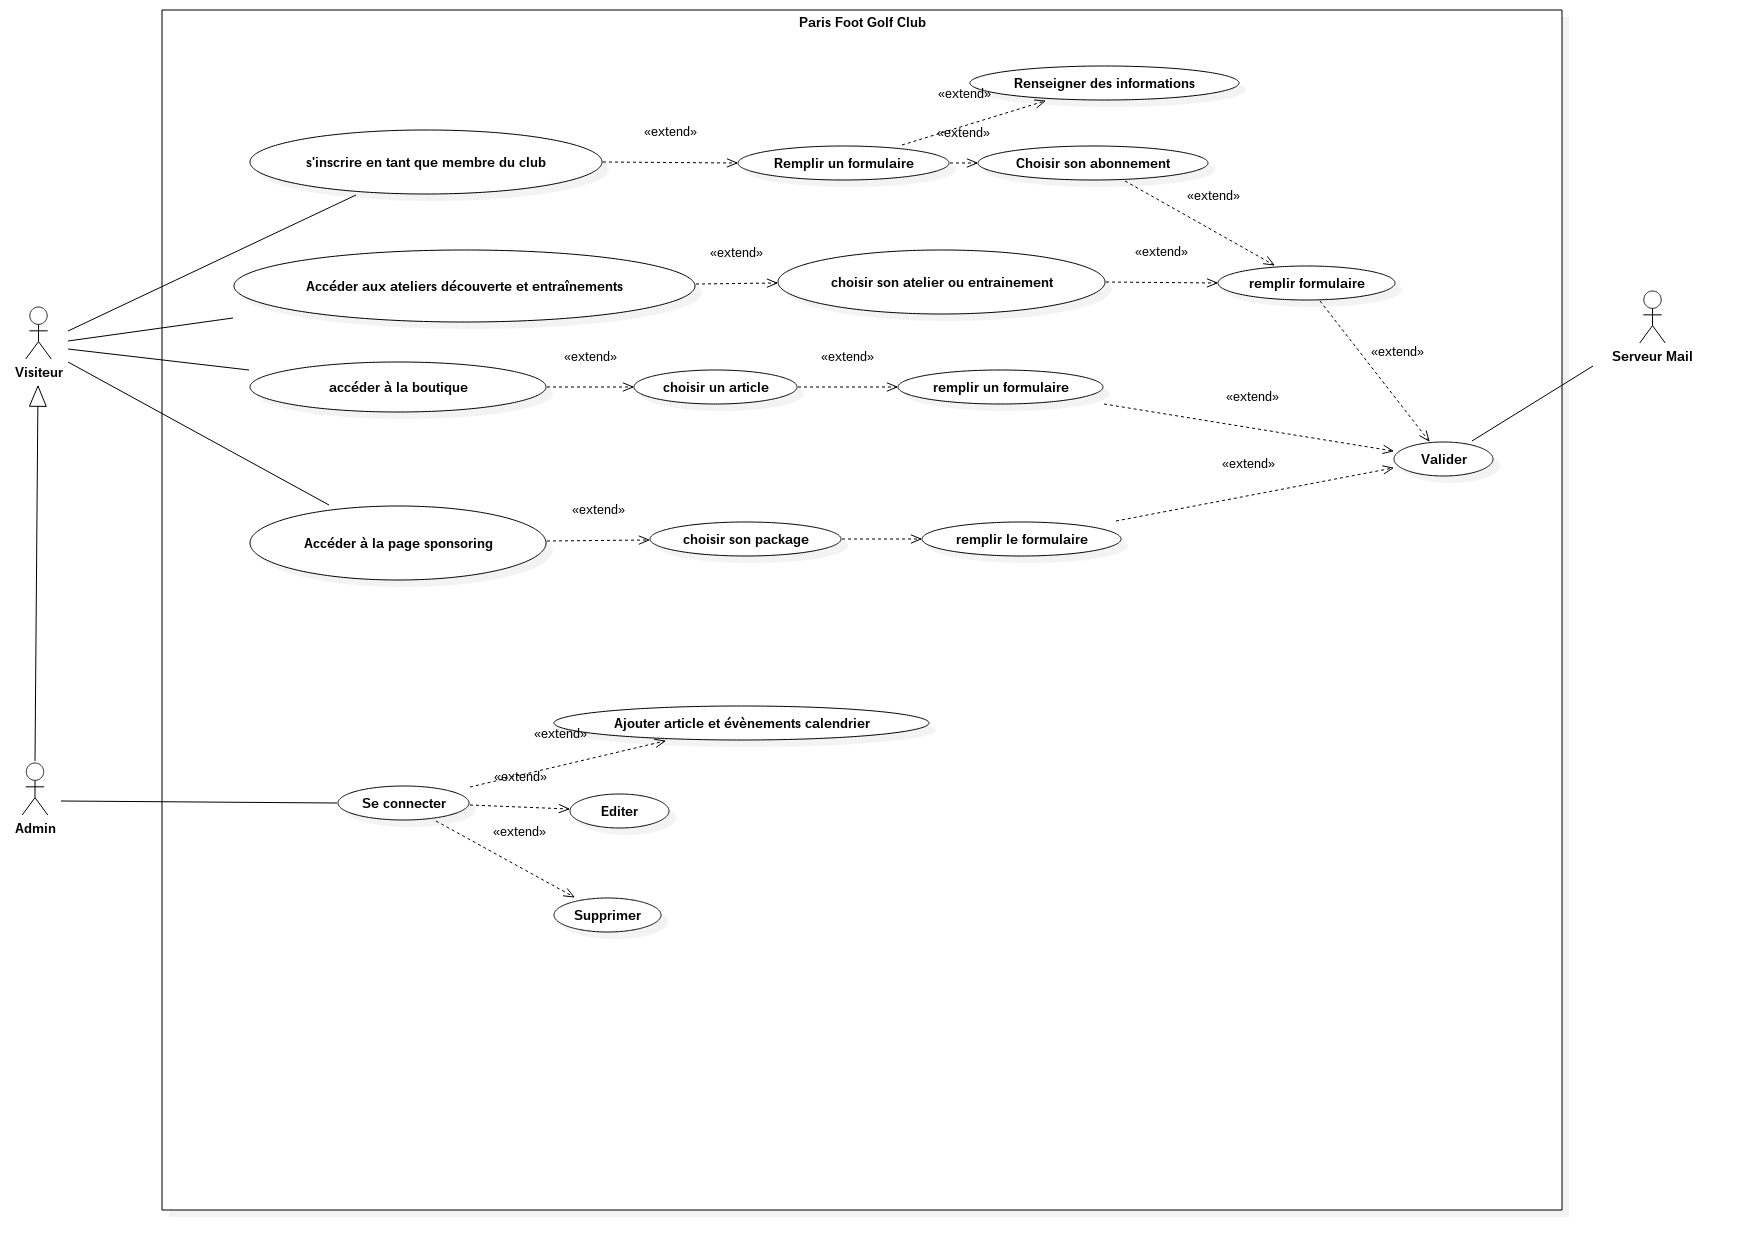 Paris Foot Golf Club
Renseigner des informations
«extend»
«extend»
«extend»
s'inscrire en tant que membre du club
Remplir un formulaire
Choisir son abonnement
«extend»
«extend»
«extend»
Accéder aux ateliers découverte et entraînements
choisir son atelier ou entrainement
remplir formulaire
Visiteur
Serveur Mail
«extend»
«extend»
«extend»
accéder à la boutique
choisir un article
remplir un formulaire
«extend»
Valider
«extend»
«extend»
Accéder à la page sponsoring
choisir son package
remplir le formulaire
Ajouter article et évènements calendrier
«extend»
«extend»
Se connecter
Editer
Admin
«extend»
Supprimer